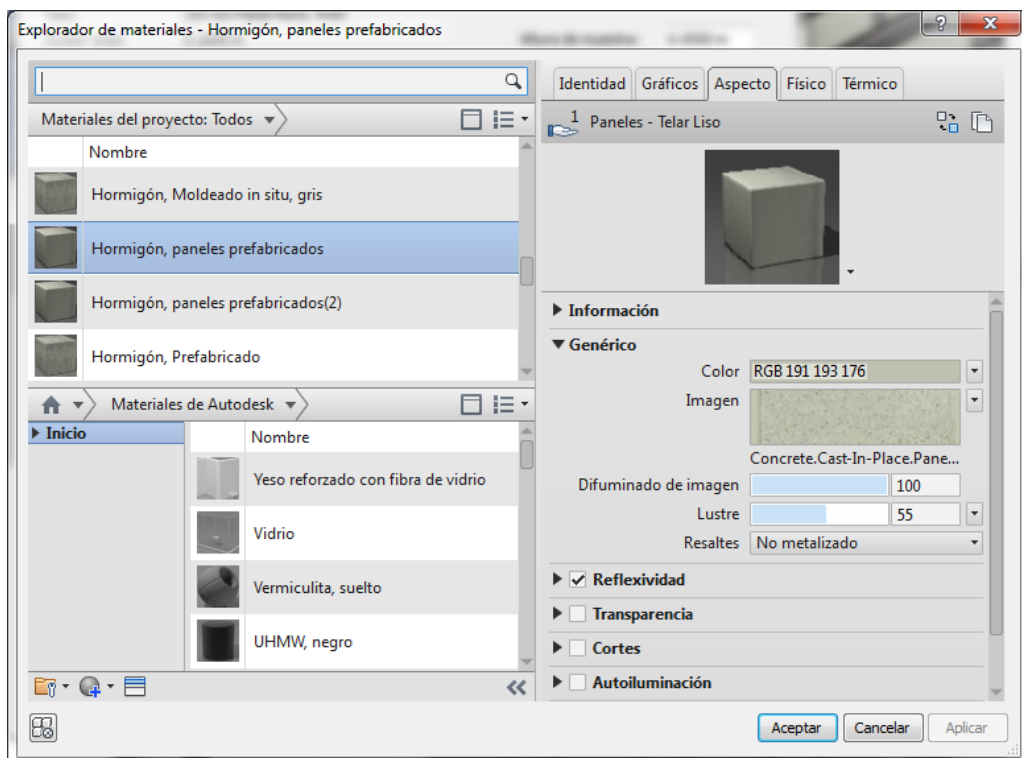 Explorador de materiales - Hormigón, paneles prefabricados
Materiales del proyecto: Todos
Nombre
Hormigón, Moldeado in situ, gris
Hormigón, paneles prefabricados
Hormigón, paneles prefabricados(2)
Hormigón, Prefabricado
Materiales de Autodesk
Inicio
Nombre
Yeso reforzado con fibra de vidrio
Vidrio
Vermiculita, suelto
UHMW, negro
Identidad Gráficos Aspecto Físico Térmico
1 Paneles - Telar Liso
Información
Genérico
Color RGB 191 193 176
Imagen
Concrete.Cast-In-Place.Pane...
Difuminado de imagen 100
Lustre 55
Resaltes No metalizado
Reflexividad
Transparencia
Cortes
Autoiluminación
Aceptar Cancelar Aplicar